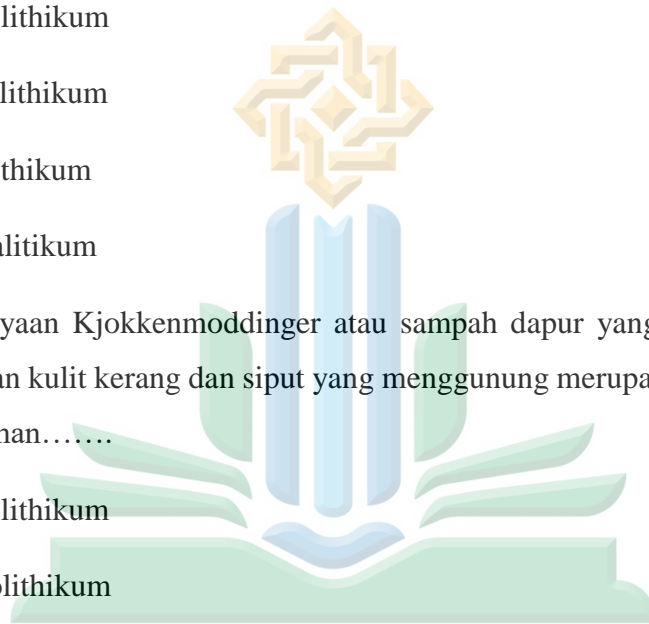 lithikum
lithikum
thikum
alitikum
yaan Kjokkenmoddinger atau sampah dapur yang
an kulit kerang dan siput yang menggunung merupa
nan…….
lithikum
olithikum